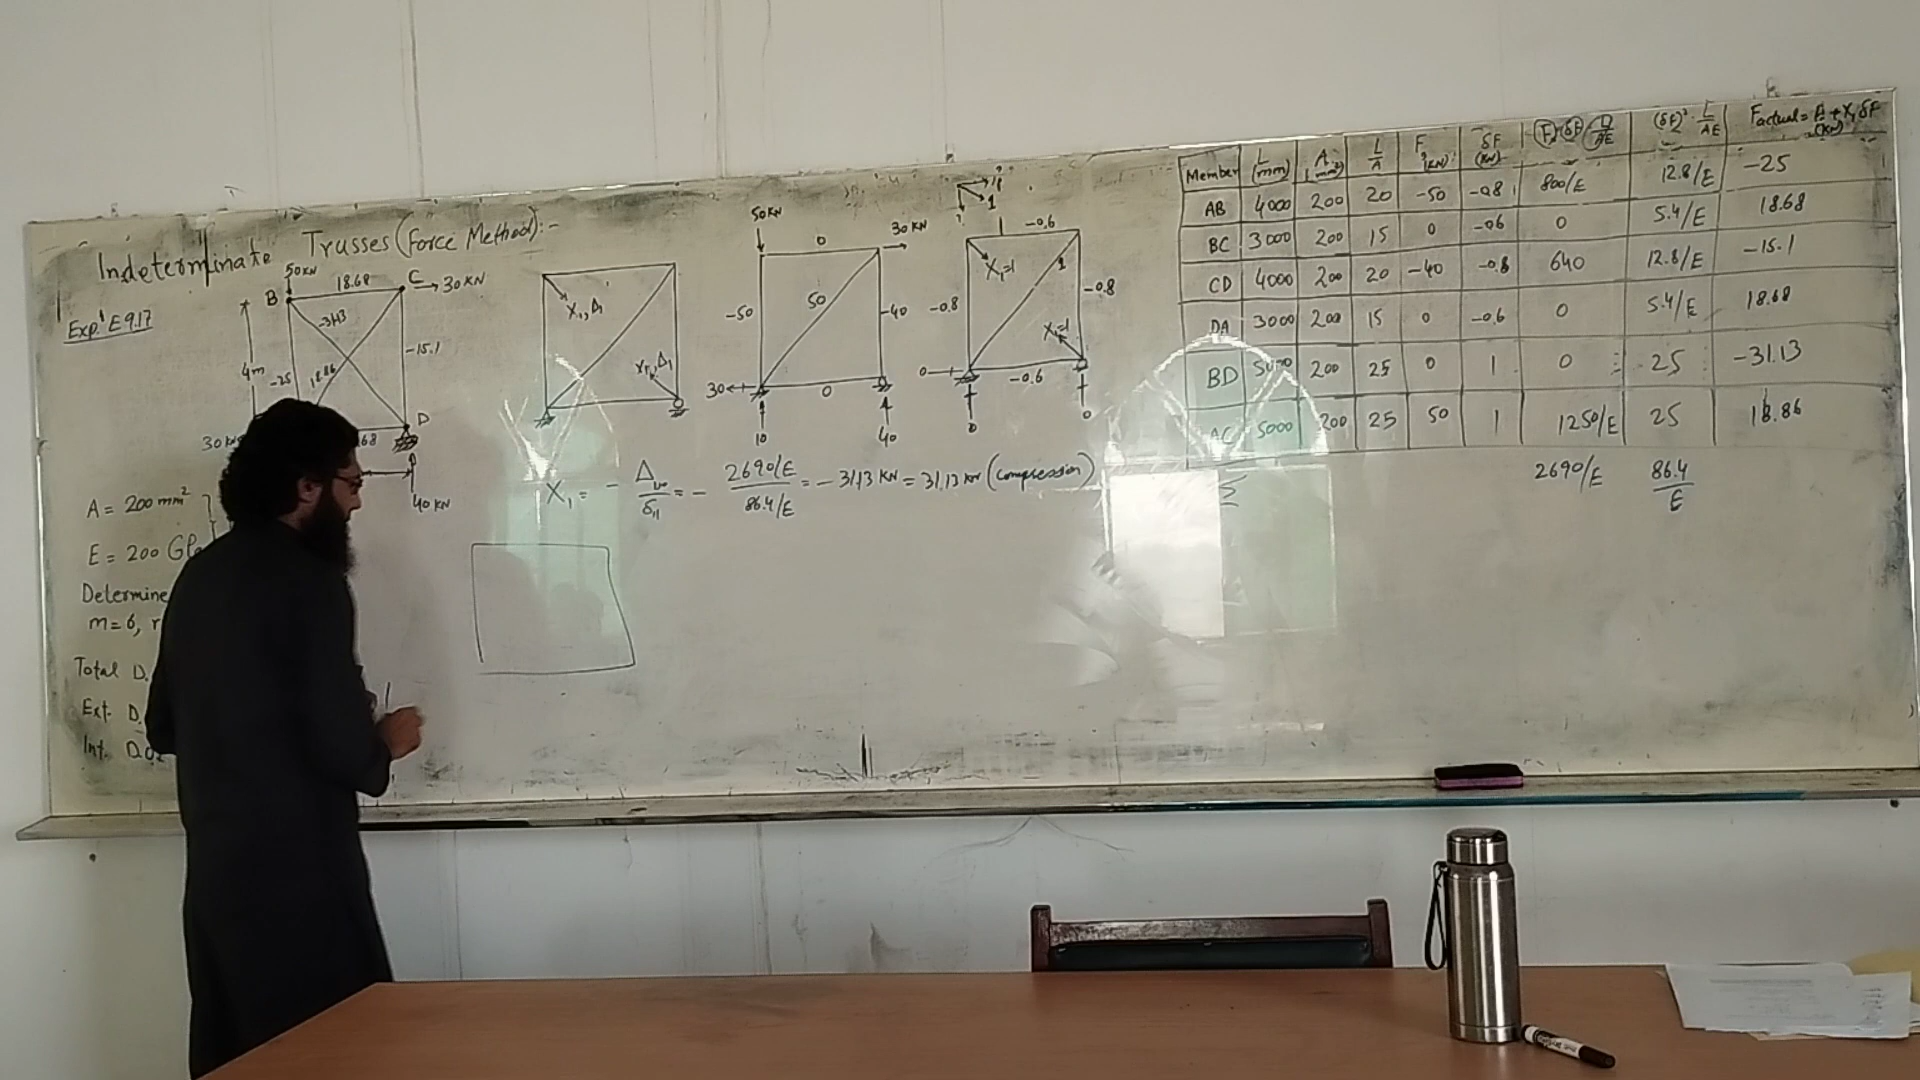 Indeterminate Trusses (Force Method):-
Exp: E 9.17
50KN
B 18.68 C → 30 KN
-31.13
4m -25 18.86 -15.1
D
40 KN
A = 200 mm²
E = 200 GPa
Determine
m=6, r
Total D.
Ext. D.
Int. D.O
X₁, Δ₁
X₁, Δ₁
50KN
0 30 KN
-50 50 -40
30 0
10 40
1
-0.6
X₁=1 1
-0.8 -0.8
X₁=1
0 -0.6
0 0
X₁ = - Δ₁₀/δ₁₁ = - 2690/E / 86.4/E = - 31.13 KN = 31.13 KN (compression)
Member L (mm) A (mm²) L/A F (KN) δF (KN) F δF L/AE (δF)² · L/AE Factual = F + X₁ δF (KN)
AB 4000 200 20 -50 -0.8 800/E 12.8/E -25
BC 3000 200 15 0 -0.6 0 5.4/E 18.68
CD 4000 200 20 -40 -0.8 640 12.8/E -15.1
DA 3000 200 15 0 -0.6 0 5.4/E 18.68
BD 5000 200 25 0 1 0 25 -31.13
AC 5000 200 25 50 1 1250/E 25 18.86
Σ 2690/E 86.4/E